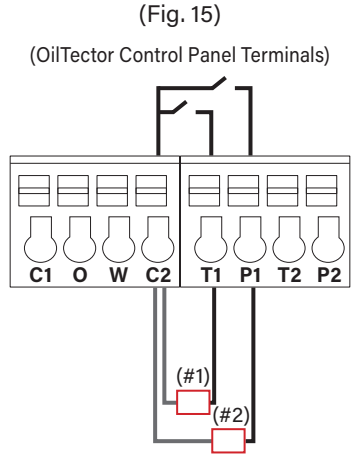 (Fig. 15)
(OilTector Control Panel Terminals)
C1 O W C2 T1 P1 T2 P2
(#1)
(#2)